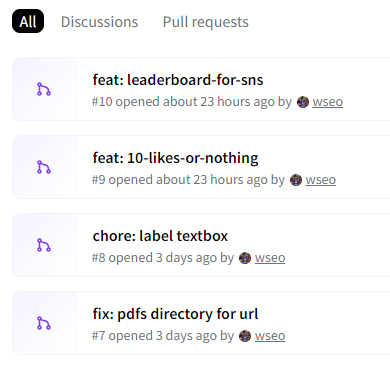 All Discussions Pull requests
feat: leaderboard-for-sns
#10 opened about 23 hours ago by wseo
feat: 10-likes-or-nothing
#9 opened about 23 hours ago by wseo
chore: label textbox
#8 opened 3 days ago by wseo
fix: pdfs directory for url
#7 opened 3 days ago by wseo